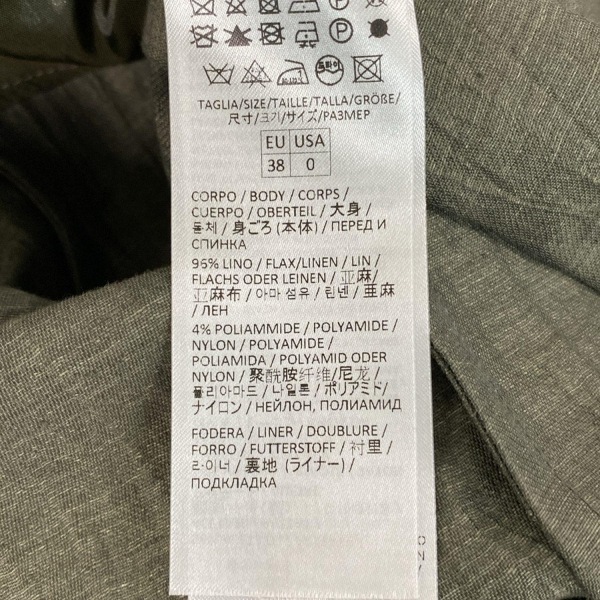 TAGLIA/SIZE/TAILLE/TALLA/GRÖßE/
尺寸/크기/サイズ/РАЗМЕР
EU USA
38 0
CORPO / BODY / CORPS /
CUERPO / OBERTEIL / 大身/
몸체 / 身ごろ (本体) / ПЕРЕД И
СПИНКА
96% LINO / FLAX/LINEN / LIN /
FLACHS ODER LEINEN / 亚麻/
亚麻布 / 아마 섬유 / 린넨 / 亜麻
/ ЛЕН
4% POLIAMMIDE / POLYAMIDE /
NYLON / POLYAMIDE /
POLIAMIDA / POLYAMID ODER
NYLON / 聚酰胺纤维/尼龙/
폴리아마드 / 나일론 / ポリアミド/
ナイロン / НЕЙЛОН, ПОЛИАМИД
FODERA / LINER / DOUBLURE /
FORRO / FUTTERSTOFF / 衬里/
라이너 / 裏地 (ライナー) /
ПОДКЛАДКА